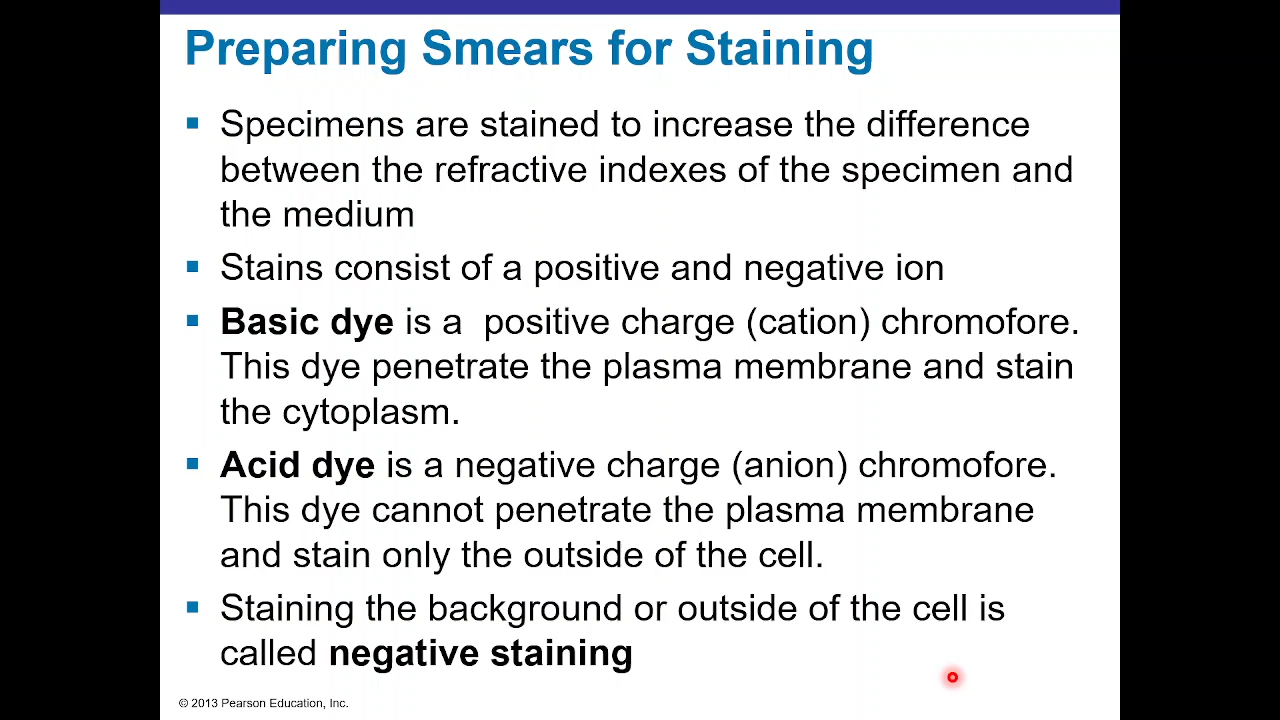 Preparing Smears for Staining
Specimens are stained to increase the difference
between the refractive indexes of the specimen and
the medium
Stains consist of a positive and negative ion
Basic dye is a  positive charge (cation) chromofore.
This dye penetrate the plasma membrane and stain
the cytoplasm.
Acid dye is a negative charge (anion) chromofore.
This dye cannot penetrate the plasma membrane
and stain only the outside of the cell.
Staining the background or outside of the cell is
called negative staining
© 2013 Pearson Education, Inc.